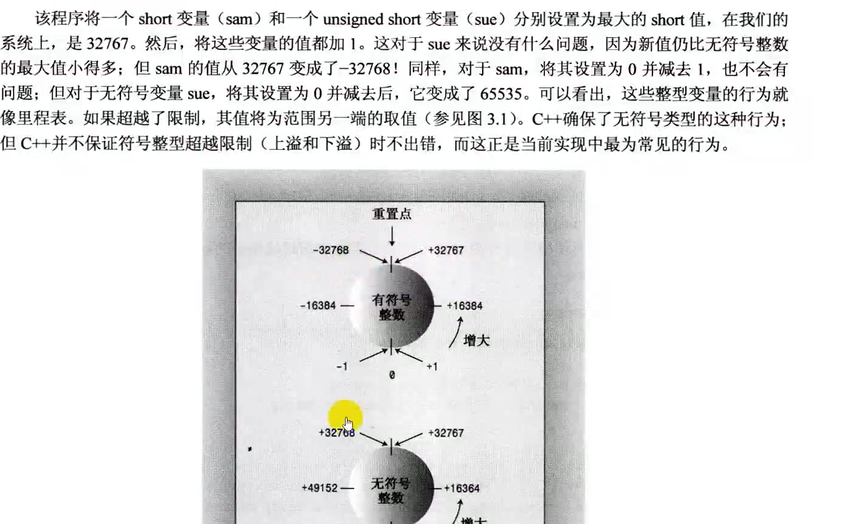 该程序将一个 short 变量（sam）和一个 unsigned short 变量（sue）分别设置为最大的 short 值，在我们的
系统上，是 32767。然后，将这些变量的值都加 1。这对于 sue 来说没有什么问题，因为新值仍比无符号整数
的最大值小得多；但 sam 的值从 32767 变成了–32768！同样，对于 sam，将其设置为 0 并减去 1，也不会有
问题；但对于无符号变量 sue，将其设置为 0 并减去后，它变成了 65535。可以看出，这些整型变量的行为就
像里程表。如果超越了限制，其值将为范围另一端的取值（参见图 3.1）。C++确保了无符号类型的这种行为；
但 C++并不保证符号整型超越限制（上溢和下溢）时不出错，而这正是当前实现中最为常见的行为。
重置点
-32768
+32767
-16384
有符号
整数
+16384
增大
-1
0
+1
+32768
+32767
+49152
无符号
整数
+16364
增大